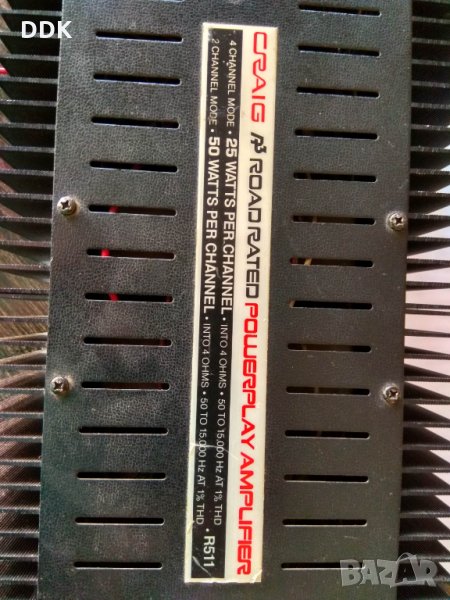 DDK
CRAIG ROAD RATED POWERPLAY AMPLIFIER
4 CHANNEL MODE • 25 WATTS PER CHANNEL • INTO 4 OHMS • 50 TO 15,000 Hz AT 1% THD
2 CHANNEL MODE • 50 WATTS PER CHANNEL • INTO 4 OHMS • 50 TO 15,000 Hz AT 1% THD • R511
BAZAR